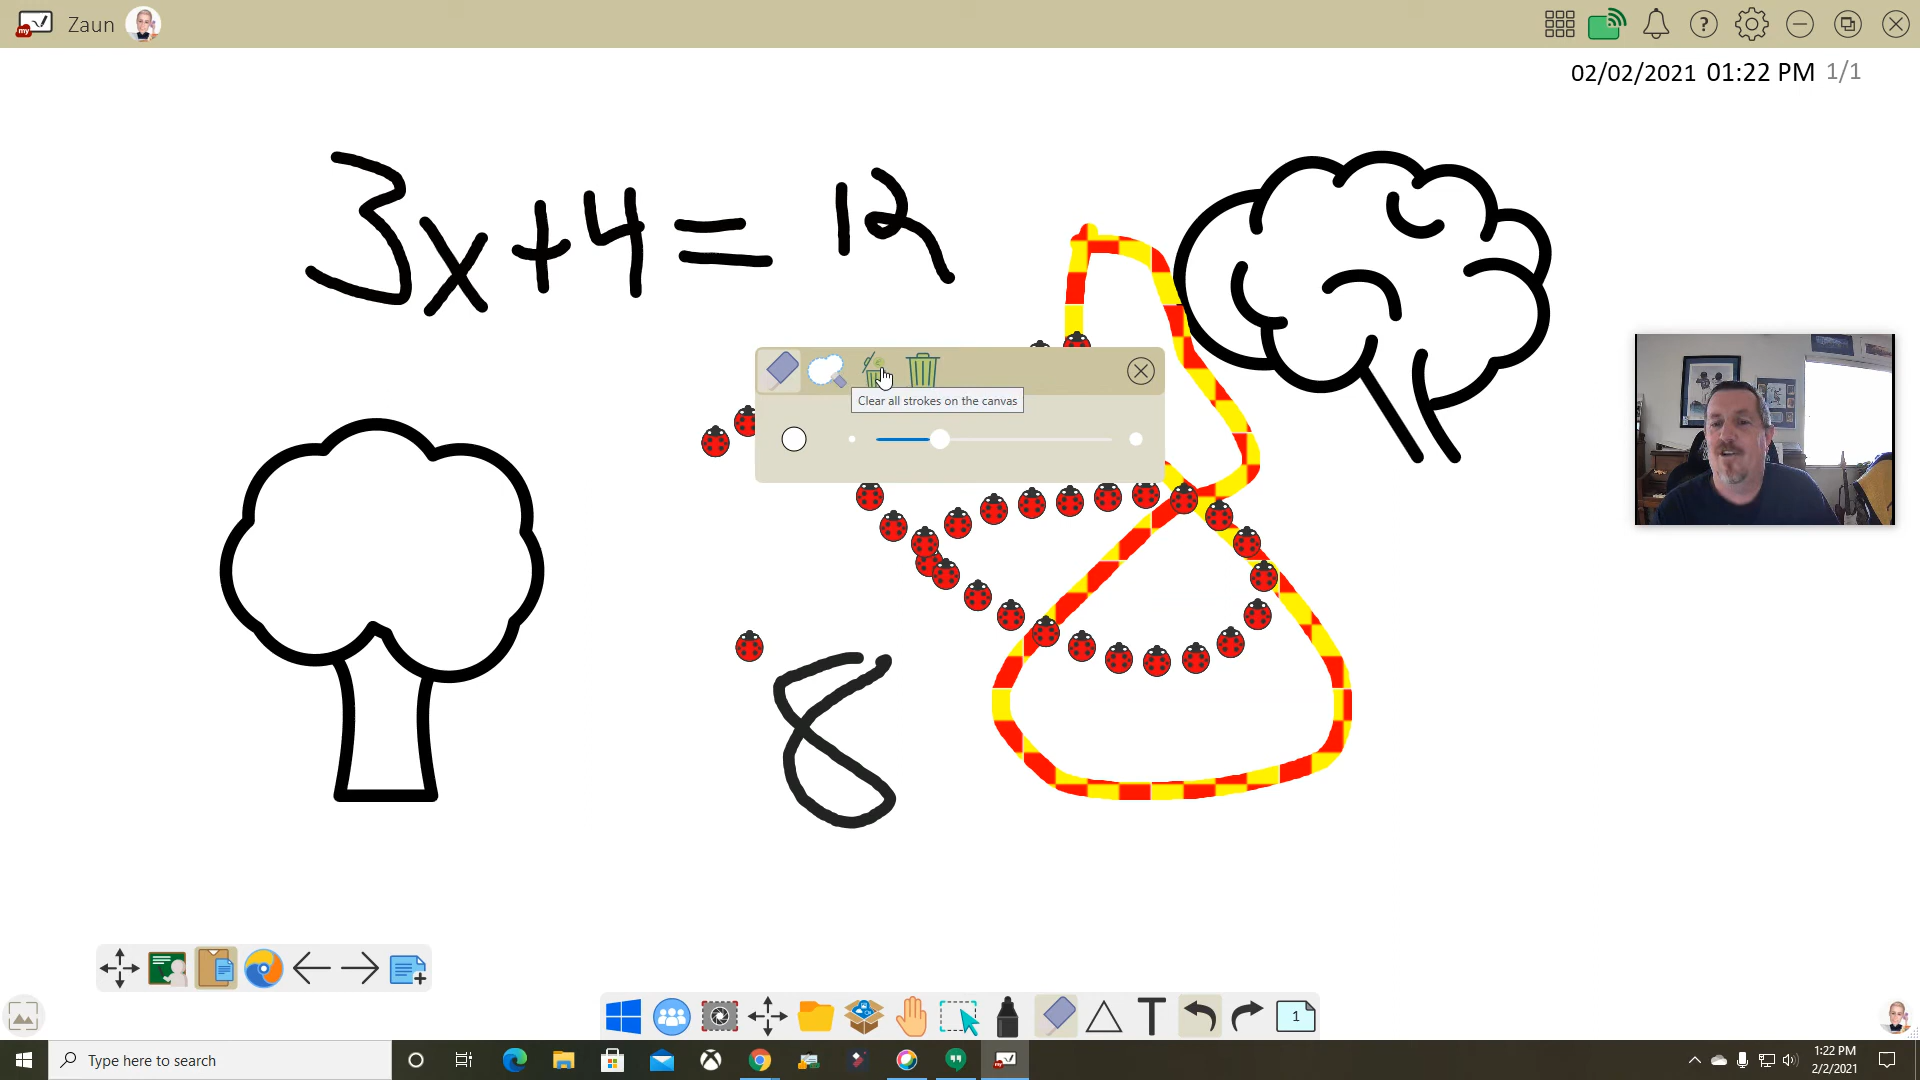 my Zaun
02/02/2021 01:22 PM 1/1
3x+4=12
Clear all strokes on the canvas
8
T
1
Type here to search
1:22 PM
2/2/2021